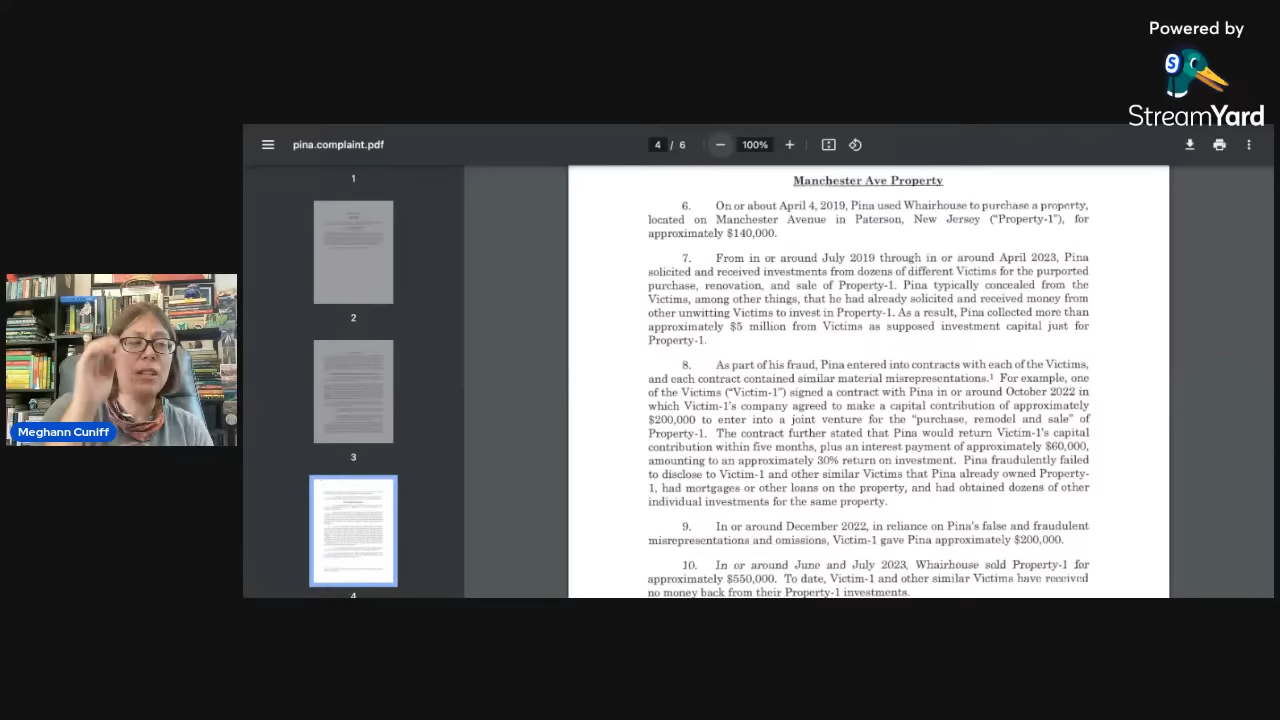 Powered by
S
StreamYard
pina.complaint.pdf
4 / 6
100%
1
2
3
4
Meghann Cuniff
Manchester Ave Property
6. On or about April 4, 2019, Pina used Whairhouse to purchase a property,
located on Manchester Avenue in Paterson, New Jersey (“Property-1”), for
approximately $140,000.
7. From in or around July 2019 through in or around April 2023, Pina
solicited and received investments from dozens of different Victims for the purported
purchase, renovation, and sale of Property-1. Pina typically concealed from the
Victims, among other things, that he had already solicited and received money from
other unwitting Victims to invest in Property-1. As a result, Pina collected more than
approximately $5 million from Victims as supposed investment capital just for
Property-1.
8. As part of his fraud, Pina entered into contracts with each of the Victims,
and each contract contained similar material misrepresentations.¹ For example, one
of the Victims (“Victim-1”) signed a contract with Pina in or around October 2022 in
which Victim-1’s company agreed to make a capital contribution of approximately
$200,000 to enter into a joint venture for the “purchase, remodel and sale” of
Property-1. The contract further stated that Pina would return Victim-1’s capital
contribution within five months, plus an interest payment of approximately $60,000,
amounting to an approximately 30% return on investment. Pina fraudulently failed
to disclose to Victim-1 and other similar Victims that Pina already owned Property-
1, had mortgages or other loans on the property, and had obtained dozens of other
individual investments for the same property.
9. In or around December 2022, in reliance on Pina’s false and fraudulent
misrepresentations and omissions, Victim-1 gave Pina approximately $200,000.
10. In or around June and July 2023, Whairhouse sold Property-1 for
approximately $550,000. To date, Victim-1 and other similar Victims have received
no money back from their Property-1 investments.